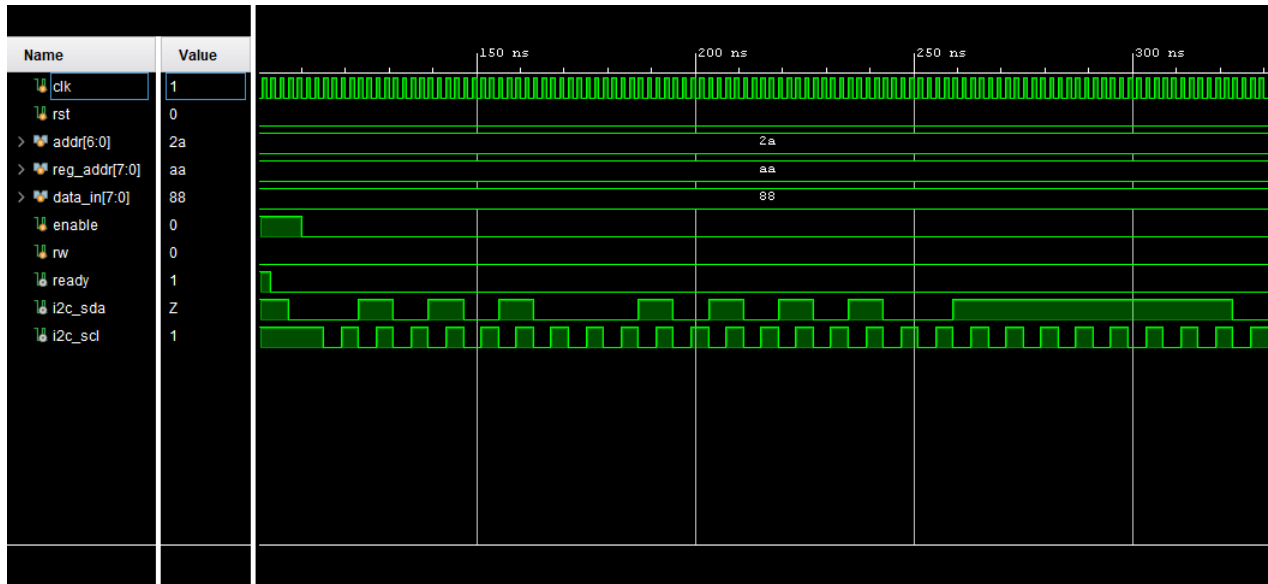 Name Value
150 ns 200 ns 250 ns 300 ns
clk 1
rst 0
addr[6:0] 2a 2a
reg_addr[7:0] aa aa
data_in[7:0] 88 88
enable 0
rw 0
ready 1
i2c_sda Z
i2c_scl 1